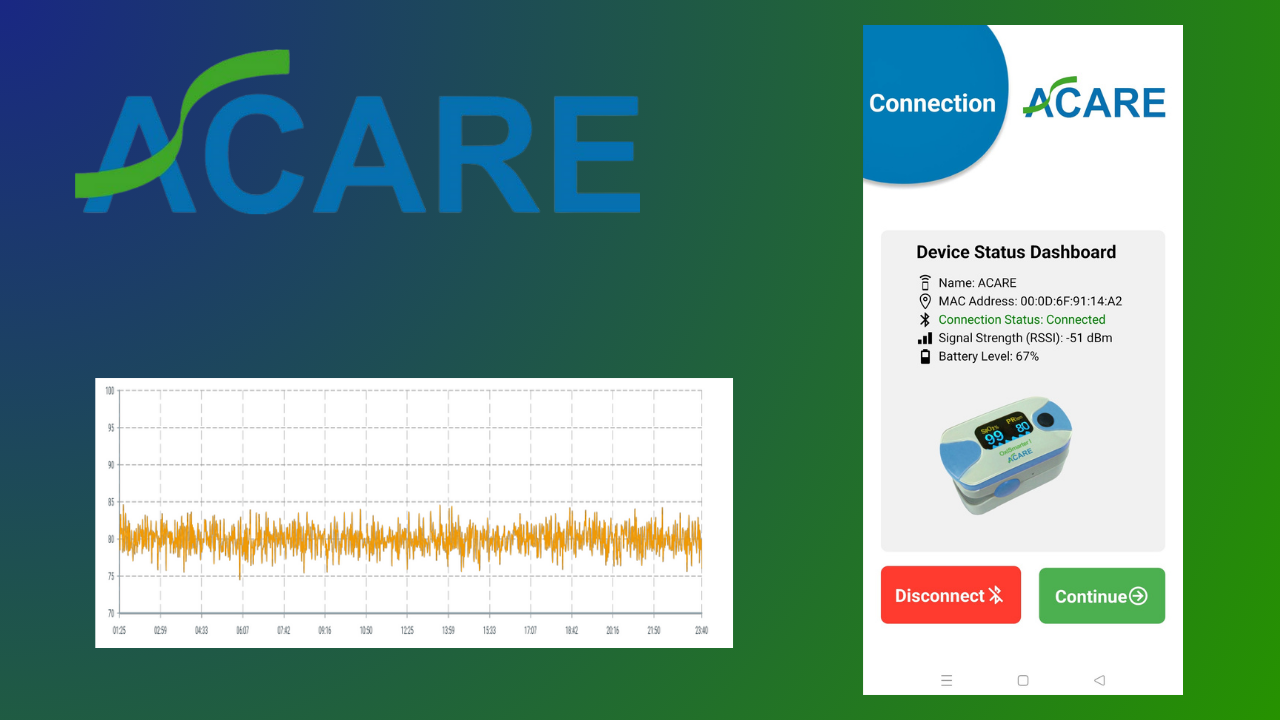 ACARE
Connection
ACARE
Device Status Dashboard
Name: ACARE
MAC Address: 00:0D:6F:91:14:A2
Connection Status: Connected
Signal Strength (RSSI): -51 dBm
Battery Level: 67%
PR
99
80
ACARE
Disconnect
Continue
100
95
90
85
80
75
70
01:25 02:59 04:33 06:07 07:42 09:16 10:50 12:25 13:59 15:33 17:07 18:42 20:16 21:50 23:40